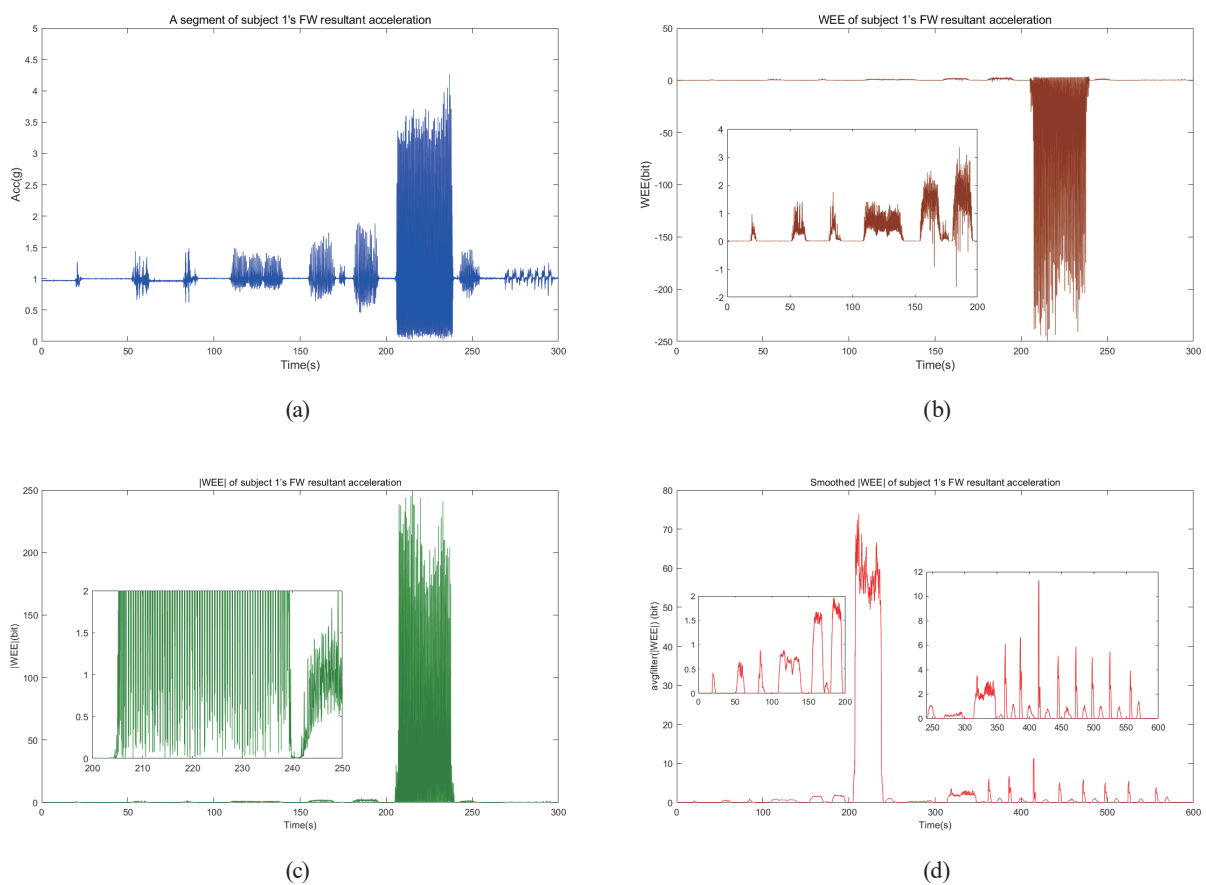 A segment of subject 1's FW resultant acceleration
5
4.5
4
3.5
3
2.5
2
1.5
1
0.5
0
Acc(g)
0 50 100 150 200 250 300
Time(s)
(a)
WEE of subject 1's FW resultant acceleration
50
0
-50
-100
-150
-200
-250
WEE(bit)
4
3
2
1
0
-1
-2
0 50 100 150 200
0 50 100 150 200 250 300
Time(s)
(b)
|WEE| of subject 1's FW resultant acceleration
250
200
150
100
50
0
|WEE|(bit)
2
1.5
1
0.5
0
200 210 220 230 240 250
0 50 100 150 200 250 300
Time(s)
(c)
Smoothed |WEE| of subject 1's FW resultant acceleration
80
70
60
50
40
30
20
10
0
avgfilter(|WEE|) (bit)
2
1.5
1
0.5
0
0 50 100 150 200
12
10
8
6
4
2
0
250 300 350 400 450 500 550 600
0 100 200 300 400 500 600
Time(s)
(d)